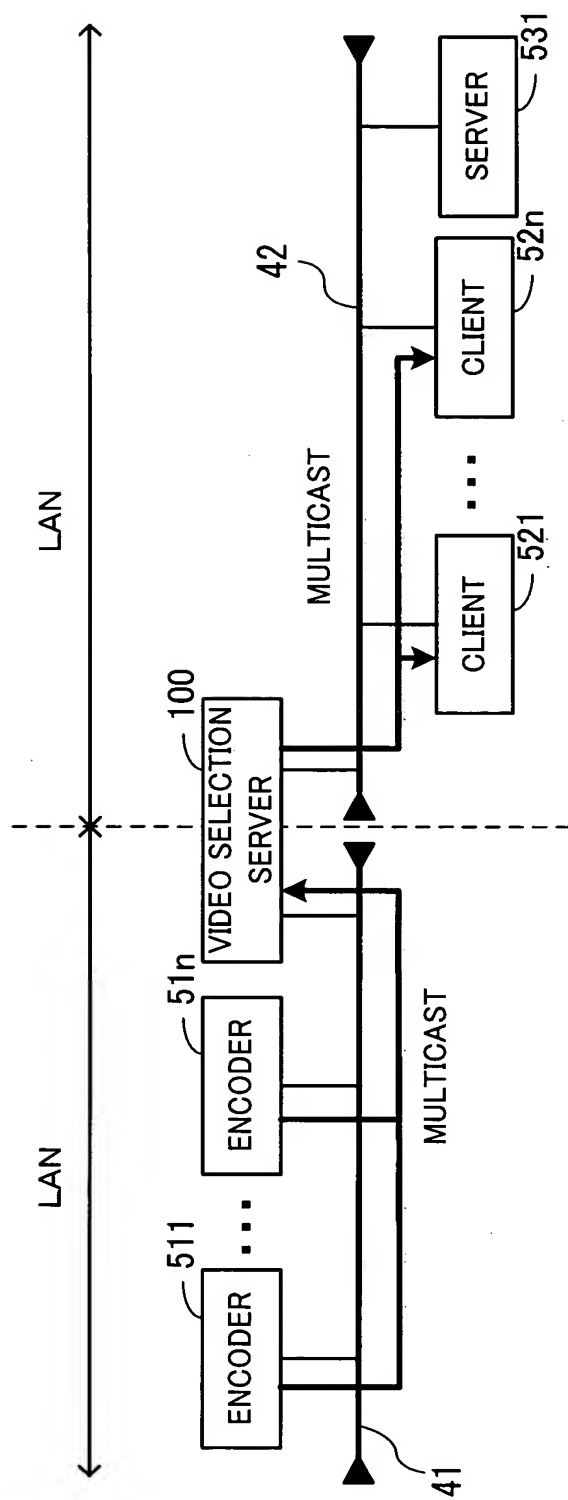 LAN
LAN
511
ENCODER
...
51n
ENCODER
100
VIDEO SELECTION
SERVER
MULTICAST
41
MULTICAST
42
521
CLIENT
...
52n
CLIENT
531
SERVER